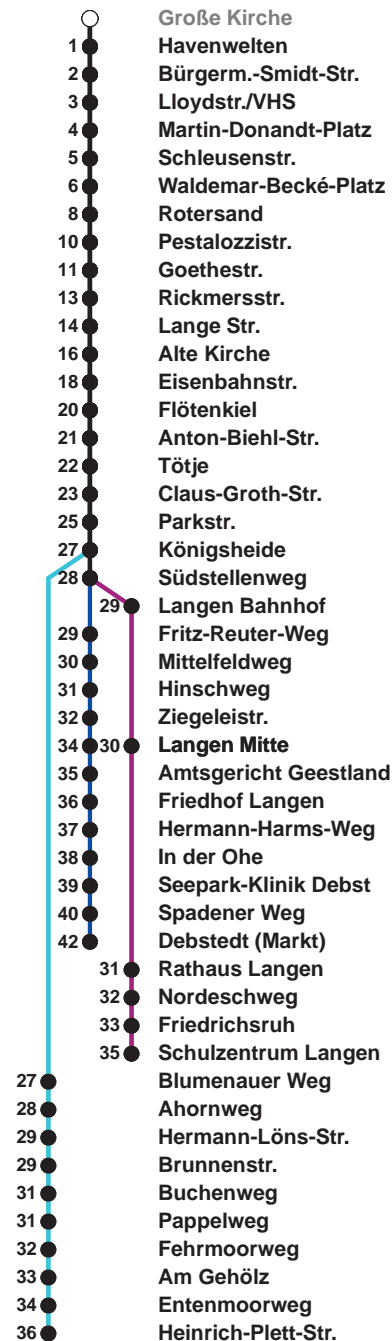 Große Kirche
1 Havenwelten
2 Bürgerm.-Smidt-Str.
3 Lloydstr./VHS
4 Martin-Donandt-Platz
5 Schleusenstr.
6 Waldemar-Becké-Platz
8 Rotersand
10 Pestalozzistr.
11 Goethestr.
13 Rickmersstr.
14 Lange Str.
16 Alte Kirche
18 Eisenbahnstr.
20 Flötenkiel
21 Anton-Biehl-Str.
22 Tötje
23 Claus-Groth-Str.
25 Parkstr.
27 Königsheide
28 Südstellenweg
29 Langen Bahnhof
29 Fritz-Reuter-Weg
30 Mittelfeldweg
31 Hinschweg
32 Ziegeleistr.
34 30 Langen Mitte
35 Amtsgericht Geestland
36 Friedhof Langen
37 Hermann-Harms-Weg
38 In der Ohe
39 Seepark-Klinik Debst
40 Spadener Weg
42 Debstedt (Markt)
31 Rathaus Langen
32 Nordeschweg
33 Friedrichsruh
35 Schulzentrum Langen
27 Blumenauer Weg
28 Ahornweg
29 Hermann-Löns-Str.
29 Brunnenstr.
31 Buchenweg
31 Pappelweg
32 Fehrmoorweg
33 Am Gehölz
34 Entenmoorweg
36 Heinrich-Plett-Str.